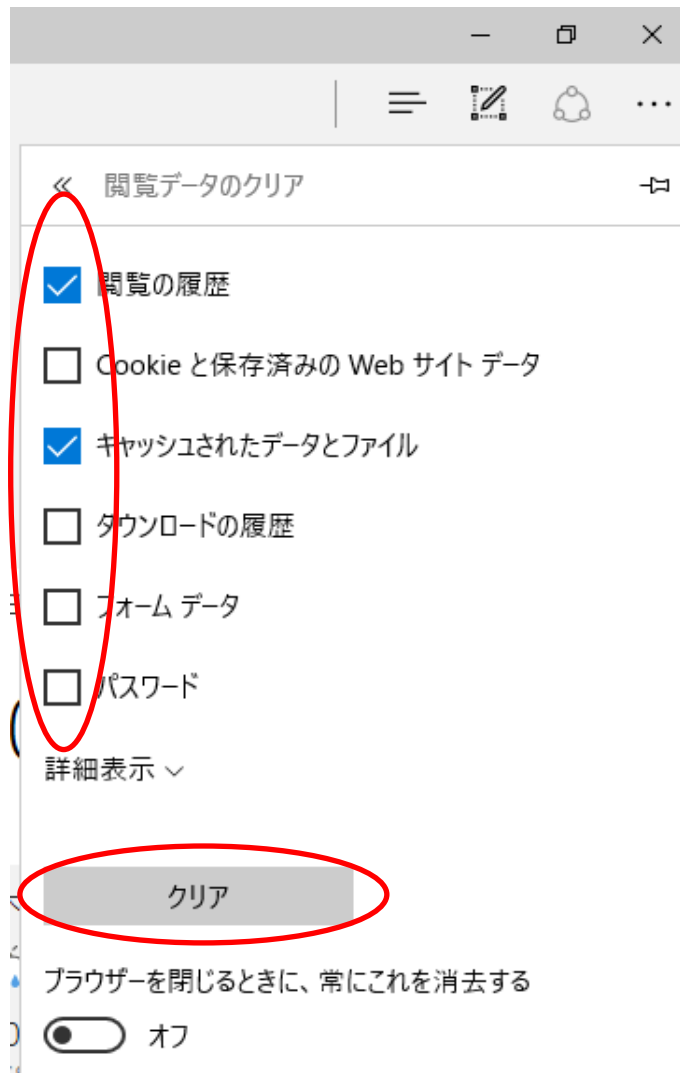 閲覧データのクリア
閲覧の履歴
Cookie と保存済みの Web サイト データ
キャッシュされたデータとファイル
ダウンロードの履歴
フォーム データ
パスワード
詳細表示
クリア
ブラウザーを閉じるときに、常にこれを消去する
オフ